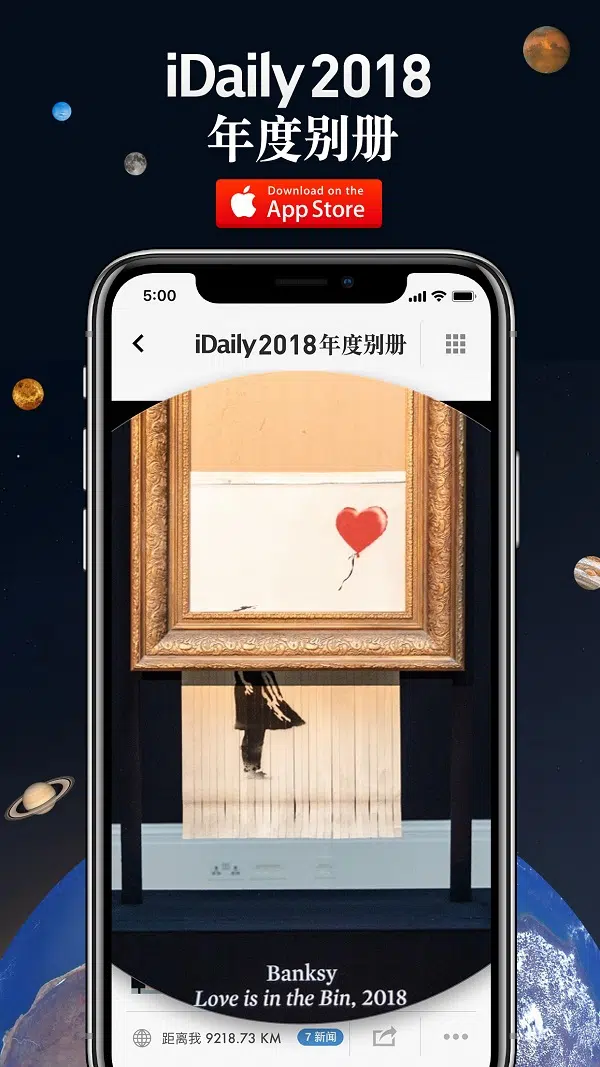 iDaily 2018
年度别册
Download on the
App Store
5:00
iDaily 2018 年度别册
Banksy
Love is in the Bin, 2018
距离我 9218.73 KM
7 新闻